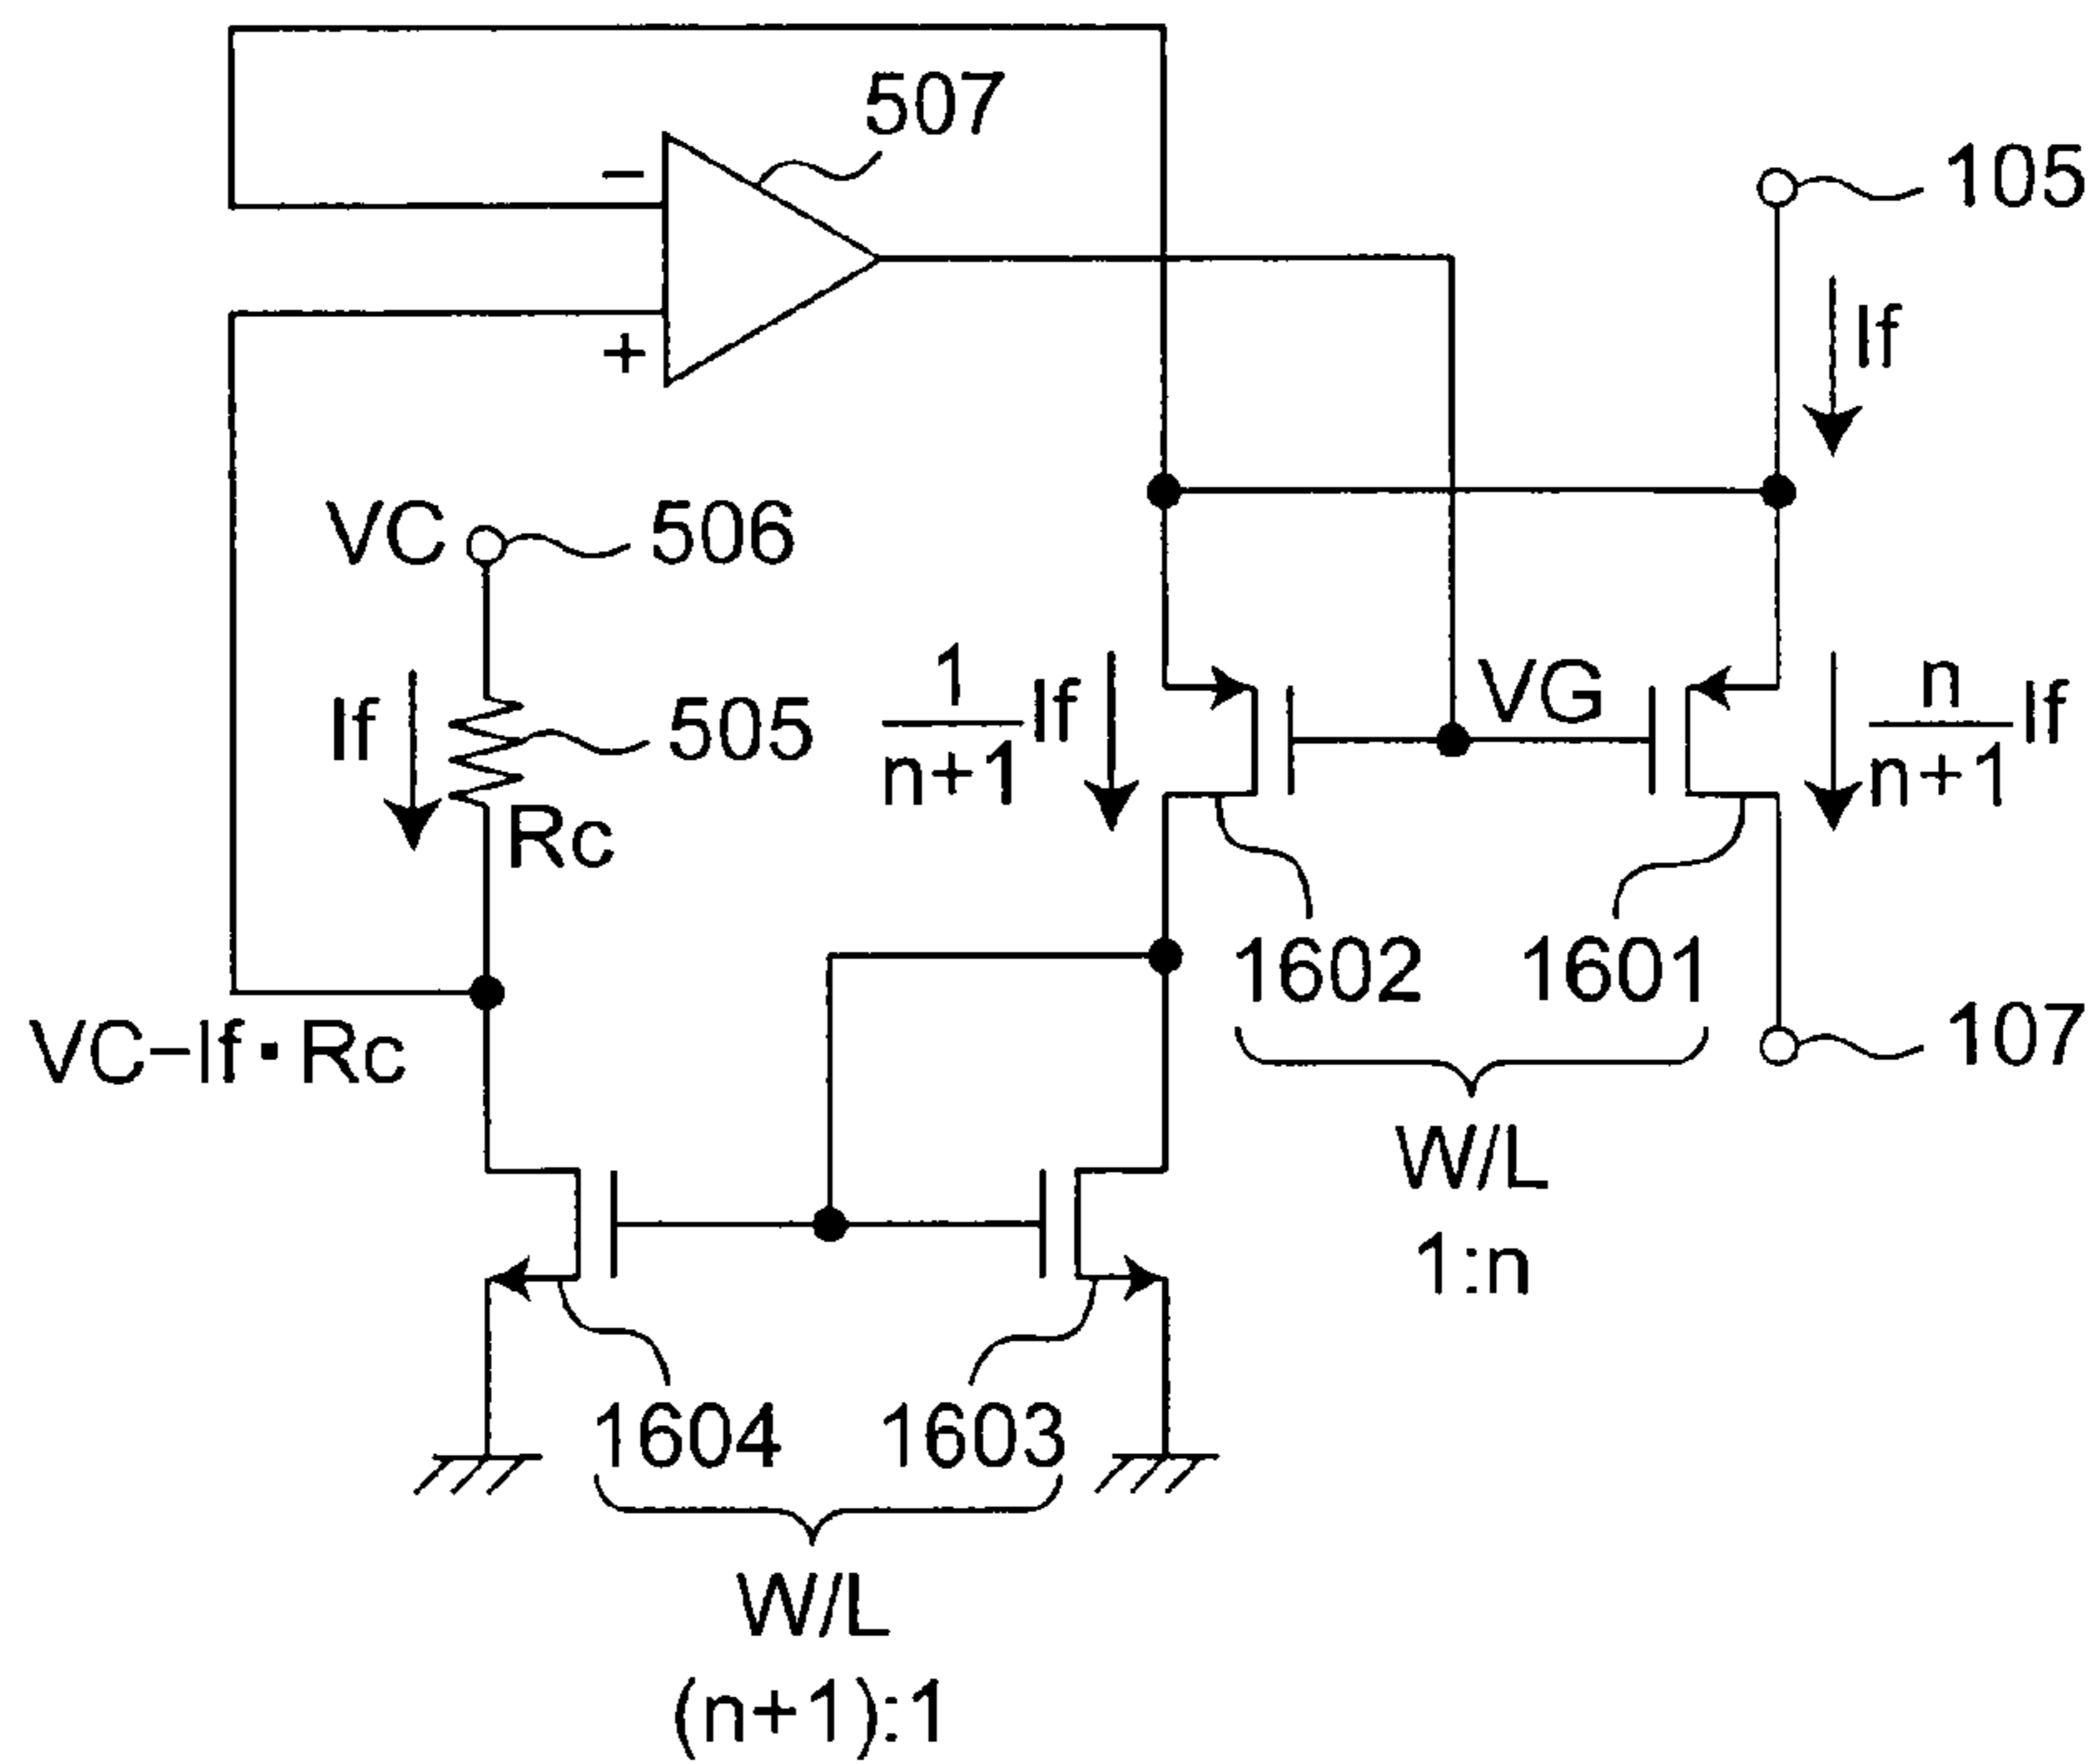 507
−
105
+
If
VC
506
If
505
Rc
1/(n+1) If
VG
n/(n+1) If
VC−If▪Rc
1602
1601
107
W/L
1:n
1604
1603
W/L
(n+1):1